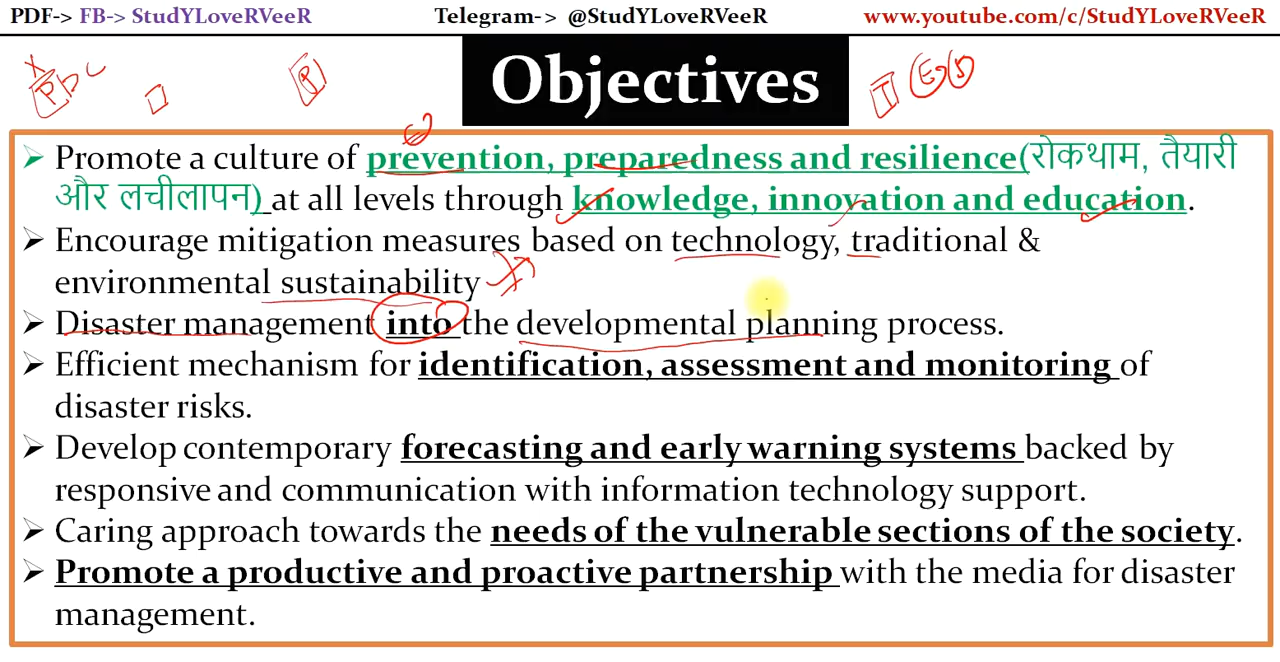 PDF-> FB-> StudYLoveRVeeR Telegram-> @StudYLoveRVeeR www.youtube.com/c/StudYLoveRVeeR
Objectives
➢ Promote a culture of prevention, preparedness and resilience(रोकथाम, तैयारी
और लचीलापन) at all levels through knowledge, innovation and education.
➢ Encourage mitigation measures based on technology, traditional &
environmental sustainability
➢ Disaster management into the developmental planning process.
➢ Efficient mechanism for identification, assessment and monitoring of
disaster risks.
➢ Develop contemporary forecasting and early warning systems backed by
responsive and communication with information technology support.
➢ Caring approach towards the needs of the vulnerable sections of the society.
➢ Promote a productive and proactive partnership with the media for disaster
management.